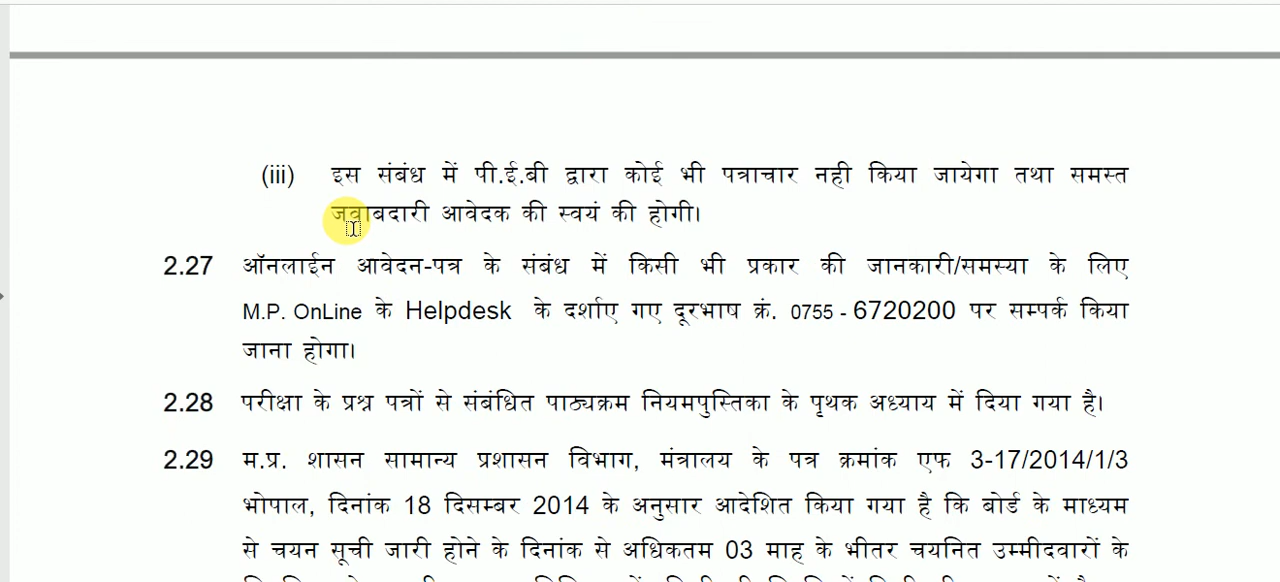 (iii) इस संबंध में पी.ई.बी द्वारा कोई भी पत्राचार नही किया जायेगा तथा समस्त
जवाबदारी आवेदक की स्वयं की होगी।
2.27 ऑनलाईन आवेदन-पत्र के संबंध में किसी भी प्रकार की जानकारी/समस्या के लिए
M.P. OnLine के Helpdesk के दर्शाए गए दूरभाष क्रं. 0755 - 6720200 पर सम्पर्क किया
जाना होगा।
2.28 परीक्षा के प्रश्न पत्रों से संबंधित पाठ्यक्रम नियमपुस्तिका के पृथक अध्याय में दिया गया है।
2.29 म.प्र. शासन सामान्य प्रशासन विभाग, मंत्रालय के पत्र क्रमांक एफ 3-17/2014/1/3
भोपाल, दिनांक 18 दिसम्बर 2014 के अनुसार आदेशित किया गया है कि बोर्ड के माध्यम
से चयन सूची जारी होने के दिनांक से अधिकतम 03 माह के भीतर चयनित उम्मीदवारों के